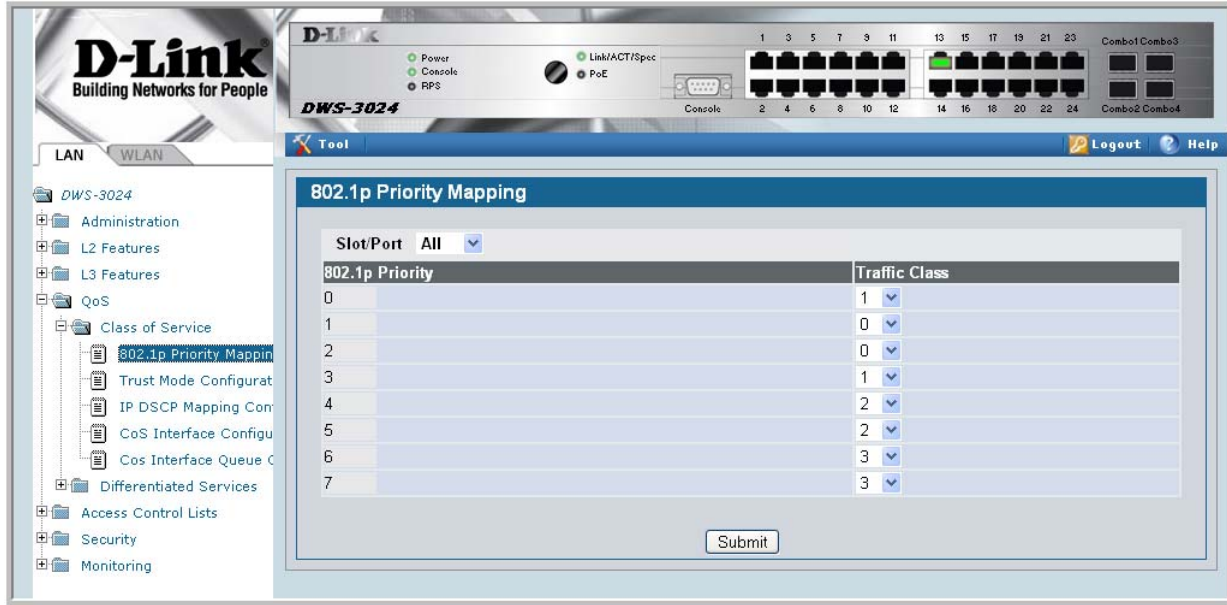 D-Link
Building Networks for People
LAN
WLAN
DWS-3024
Administration
L2 Features
L3 Features
QoS
Class of Service
802.1p Priority Mappin
Trust Mode Configurat
IP DSCP Mapping Con
CoS Interface Configu
Cos Interface Queue C
Differentiated Services
Access Control Lists
Security
Monitoring
Power
Console
RPS
Link/ACT/Spec
PoE
DWS-3024
Console
1 3 5 7 9 11 13 15 17 19 21 23
2 4 6 8 10 12 14 16 18 20 22 24
Combo1 Combo3
Combo2 Combo4
Tool
Logout
Help
802.1p Priority Mapping
Slot/Port All
802.1p Priority Traffic Class
0 1
1 0
2 0
3 1
4 2
5 2
6 3
7 3
Submit